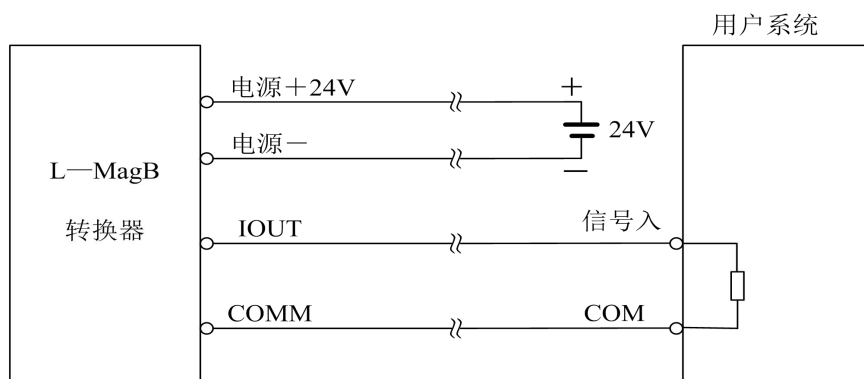 用户系统
电源＋24V
+
24V
电源－
−
L—MagB
转换器
IOUT
信号入
COMM
COM